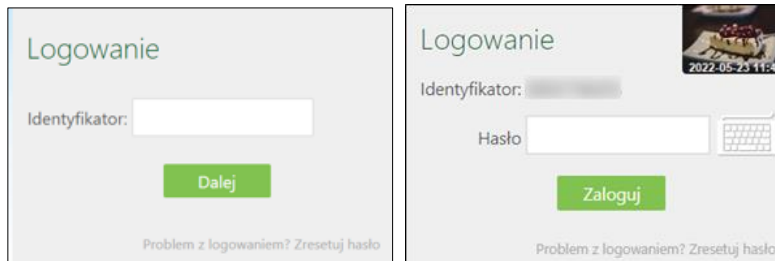 Logowanie
Identyfikator:
Dalej
Problem z logowaniem? Zresetuj hasło
Logowanie
2022-05-23 11:4
Identyfikator:
Hasło
Zaloguj
Problem z logowaniem? Zresetuj hasło